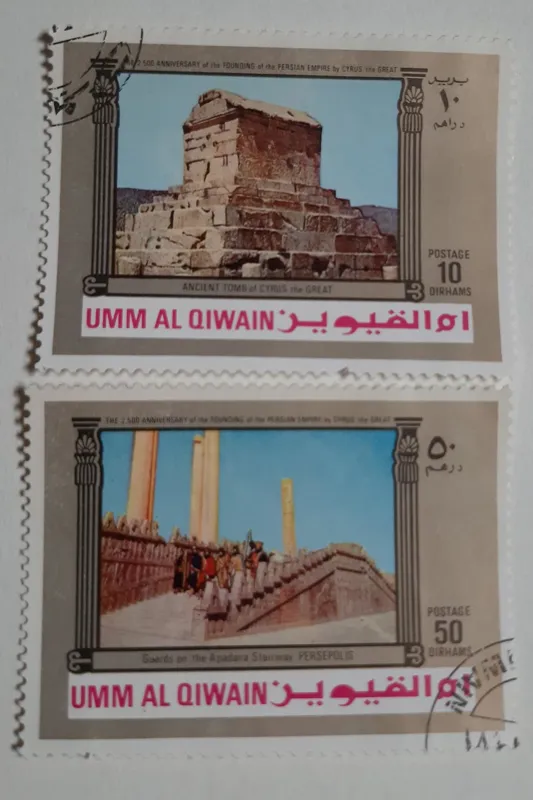 THE 2.500 ANNIVERSARY of the FOUNDING of the PERSIAN EMPIRE by CYRUS the GREAT
بريد
١٠
دراهم
POSTAGE
10
DIRHAMS
ANCIENT TOMB of CYRUS the GREAT
UMM AL QIWAIN ام القيوين
THE 2.500 ANNIVERSARY of the FOUNDING of the PERSIAN EMPIRE by CYRUS the GREAT
٥٠
درهم
POSTAGE
50
DIRHAMS
Guards on the Apadana Stairway PERSEPOLIS
UMM AL QIWAIN ام القيوين